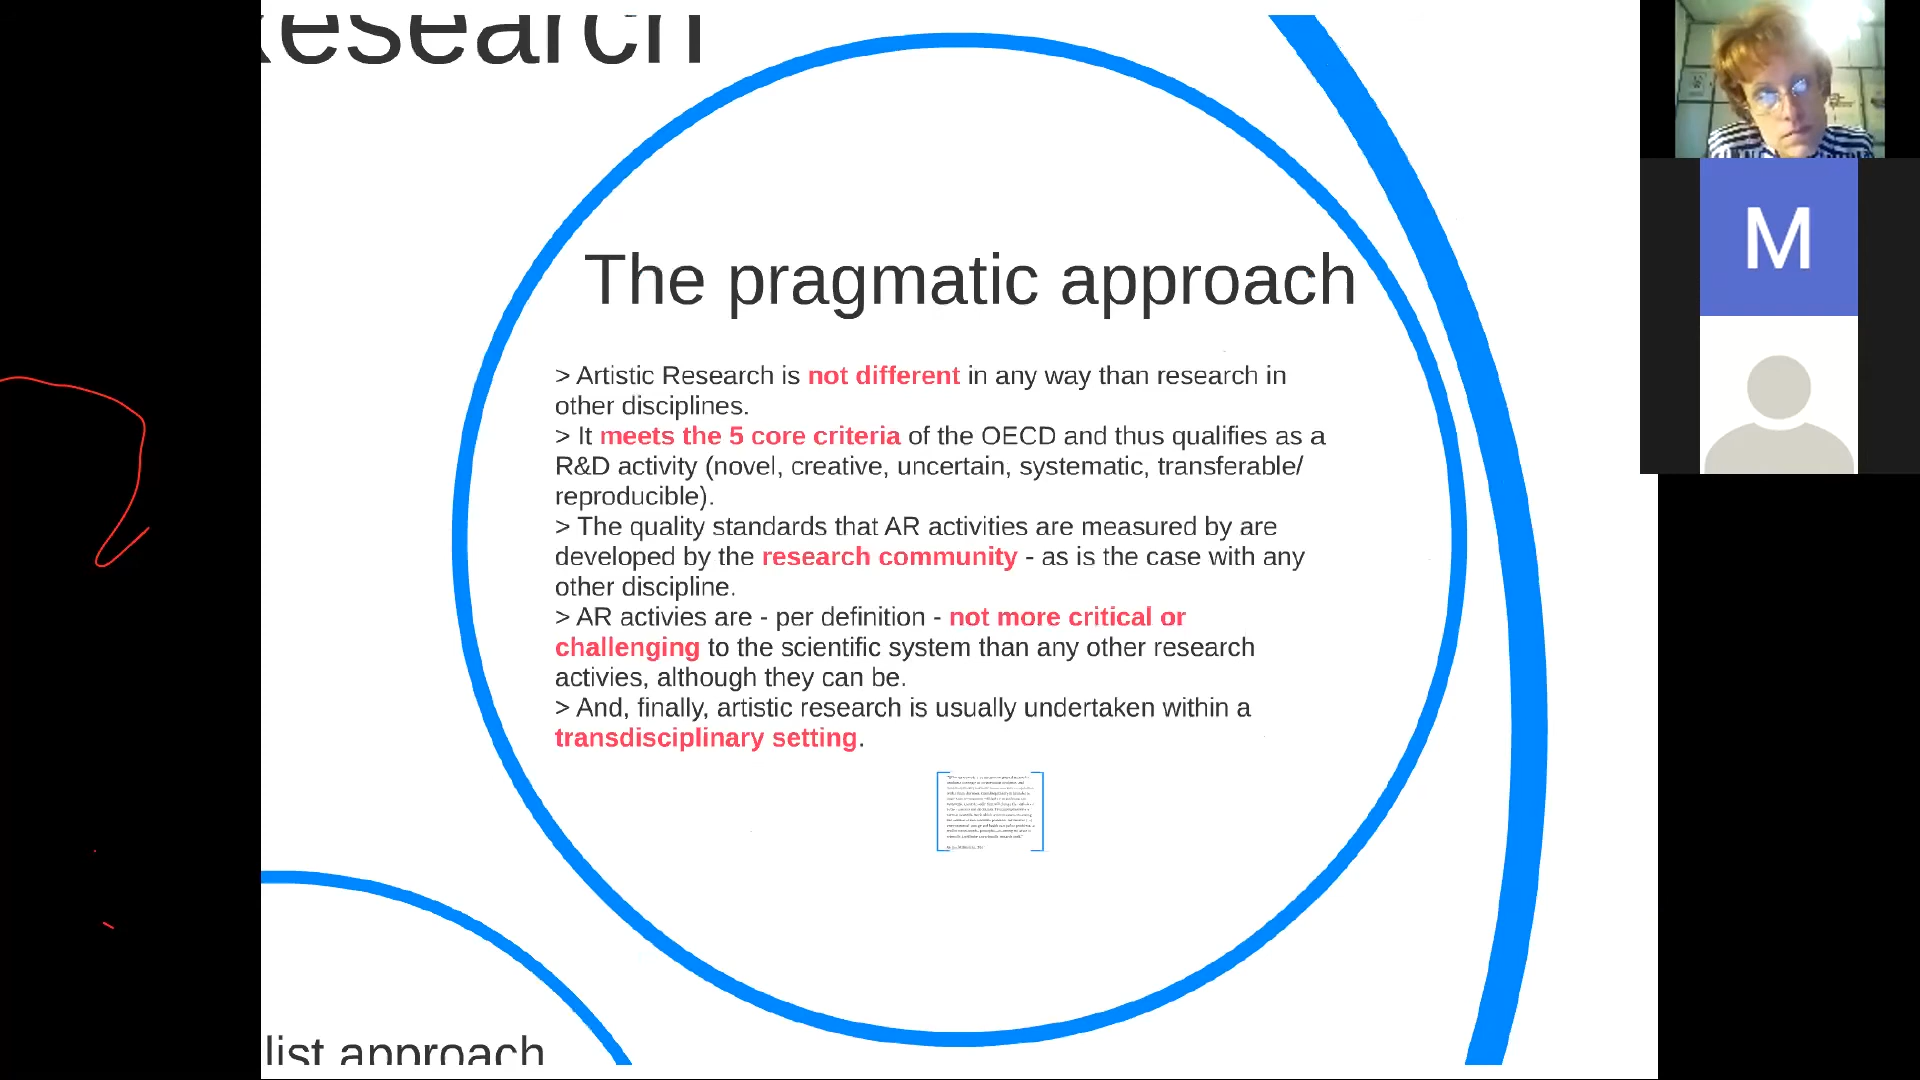 Research
The pragmatic approach
> Artistic Research is not different in any way than research in
other disciplines.
> It meets the 5 core criteria of the OECD and thus qualifies as a
R&D activity (novel, creative, uncertain, systematic, transferable/
reproducible).
> The quality standards that AR activities are measured by are
developed by the research community - as is the case with any
other discipline.
> AR activies are - per definition - not more critical or
challenging to the scientific system than any other research
activies, although they can be.
> And, finally, artistic research is usually undertaken within a
transdisciplinary setting.
list approach
M